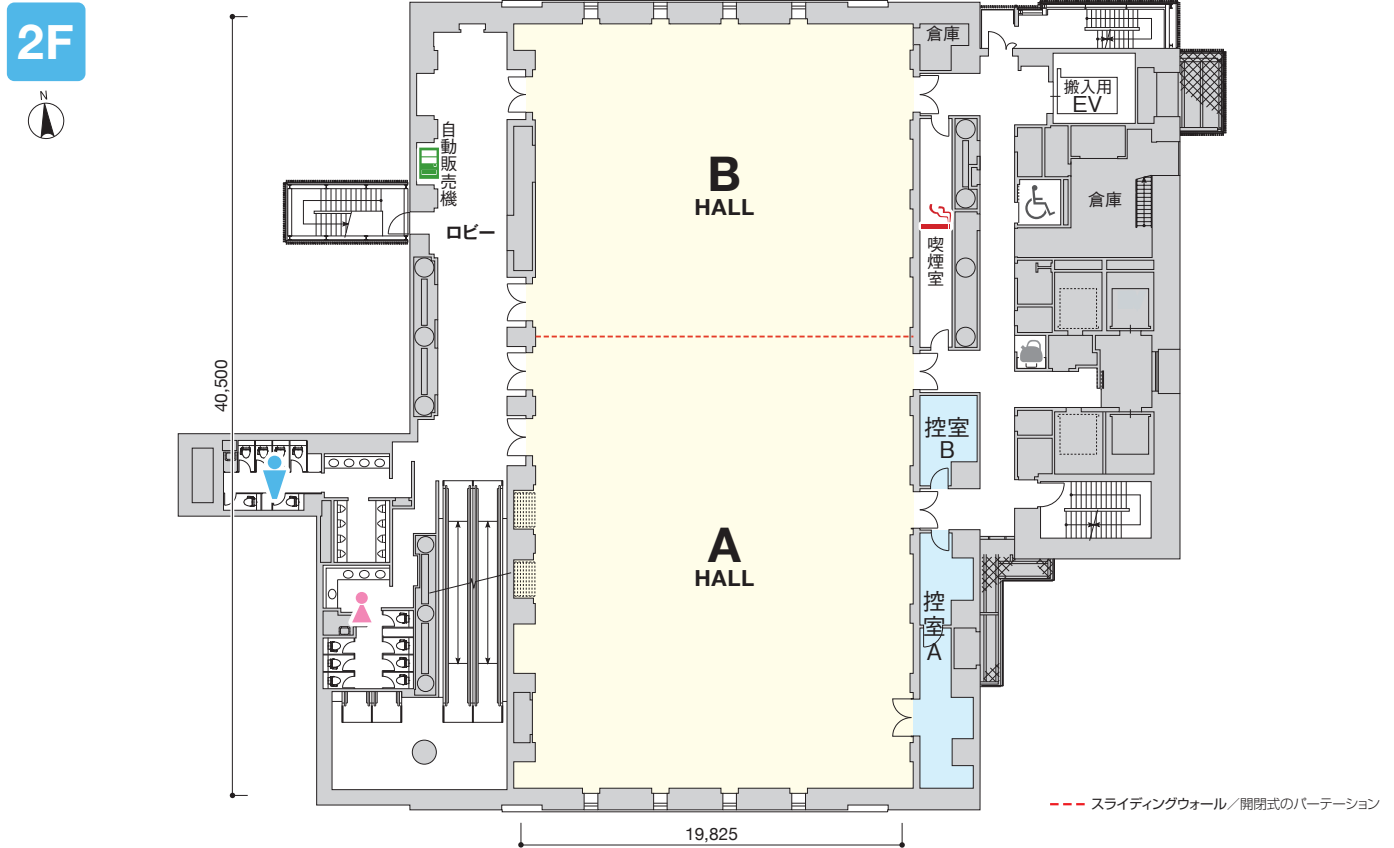 2F
N
倉庫
搬入用
EV
自動販売機
B
HALL
倉庫
ロビー
喫煙室
40,500
控室
B
A
HALL
控室
A
スライディングウォール／開閉式のパーテーション
19,825